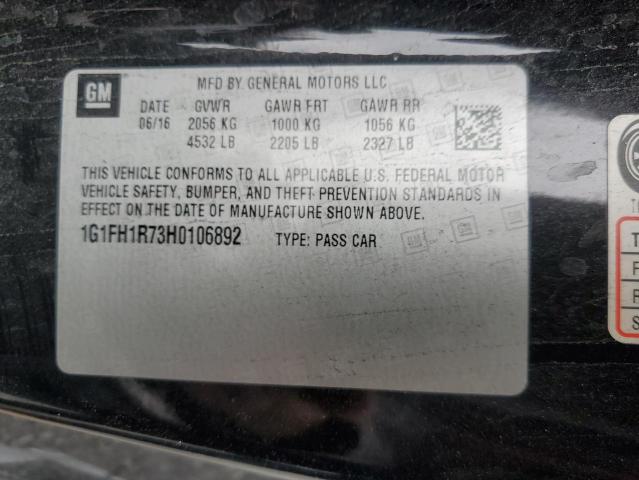 GM
MFD BY GENERAL MOTORS LLC
DATE GVWR GAWR FRT GAWR RR
06/16 2056 KG 1000 KG 1056 KG
4532 LB 2205 LB 2327 LB
THIS VEHICLE CONFORMS TO ALL APPLICABLE U.S. FEDERAL MOTOR
VEHICLE SAFETY, BUMPER, AND THEFT PREVENTION STANDARDS IN
EFFECT ON THE DATE OF MANUFACTURE SHOWN ABOVE.
1G1FH1R73H0106892 TYPE: PASS CAR